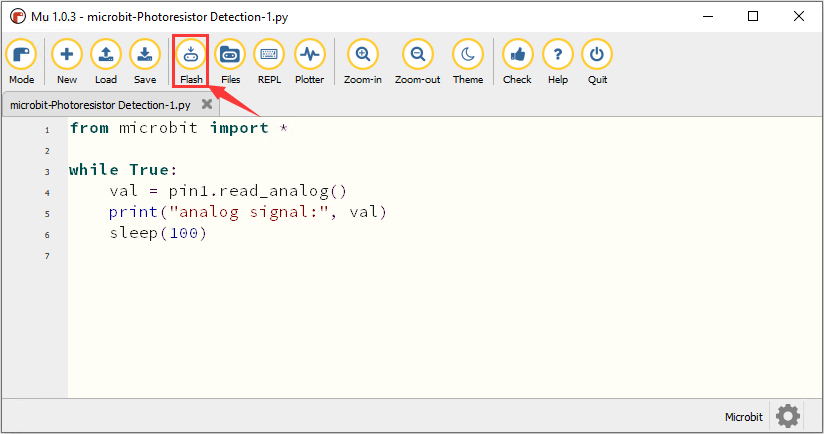 Mu 1.0.3 - microbit-Photoresistor Detection-1.py
Mode New Load Save Flash Files REPL Plotter Zoom-in Zoom-out Theme Check Help Quit
microbit-Photoresistor Detection-1.py
1 from microbit import *
2
3 while True:
4     val = pin1.read_analog()
5     print("analog signal:", val)
6     sleep(100)
7
Microbit